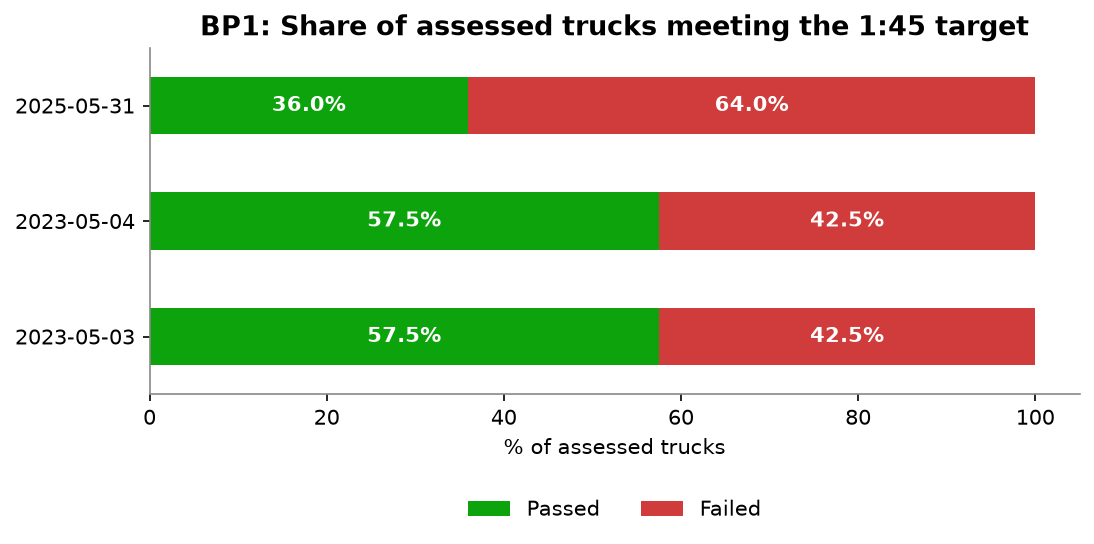 BP1: Share of assessed trucks meeting the 1:45 target
2025-05-31 36.0% 64.0%
2023-05-04 57.5% 42.5%
2023-05-03 57.5% 42.5%
0 20 40 60 80 100
% of assessed trucks
Passed Failed